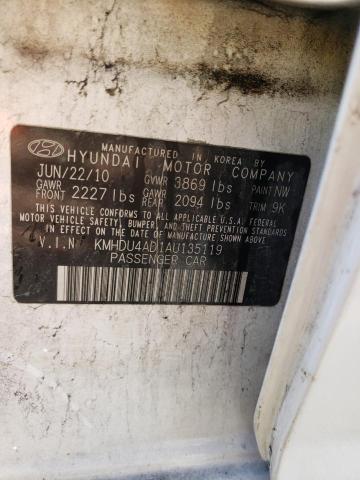 MANUFACTURED IN KOREA BY
HYUNDAI MOTOR COMPANY
JUN/22/10 GVWR 3869 lbs PAINT NW
GAWR FRONT 2227 lbs GAWR REAR 2094 lbs TRIM 9K
THIS VEHICLE CONFORMS TO ALL APPLICABLE U.S.A. FEDERAL
MOTOR VEHICLE SAFETY, BUMPER, AND THEFT PREVENTION STANDARDS
IN EFFECT ON THE DATE OF MANUFACTURE SHOWN ABOVE.
V.I.N KMHDU4AD1AU135119
PASSENGER CAR